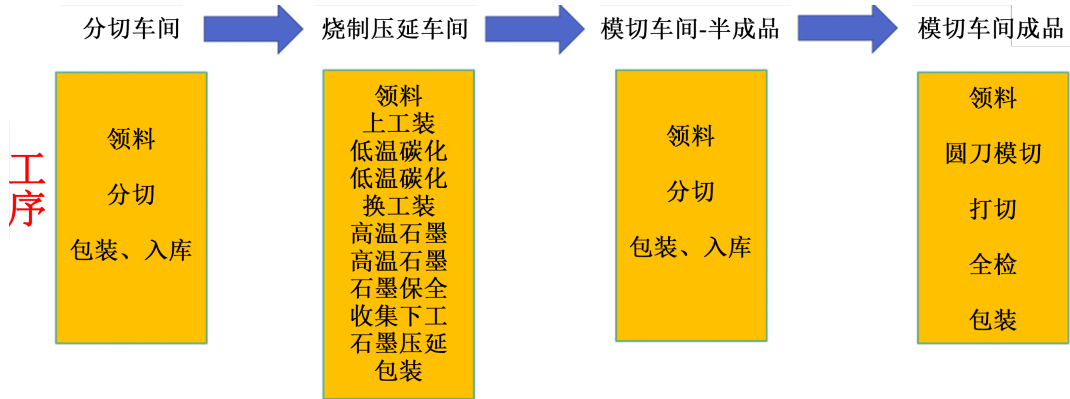 分切车间
烧制压延车间
模切车间-半成品
模切车间成品
工序
领料
分切
包装、入库
领料
上工装
低温碳化
低温碳化
换工装
高温石墨
高温石墨
石墨保全
收集下工
石墨压延
包装
领料
分切
包装、入库
领料
圆刀模切
打切
全检
包装